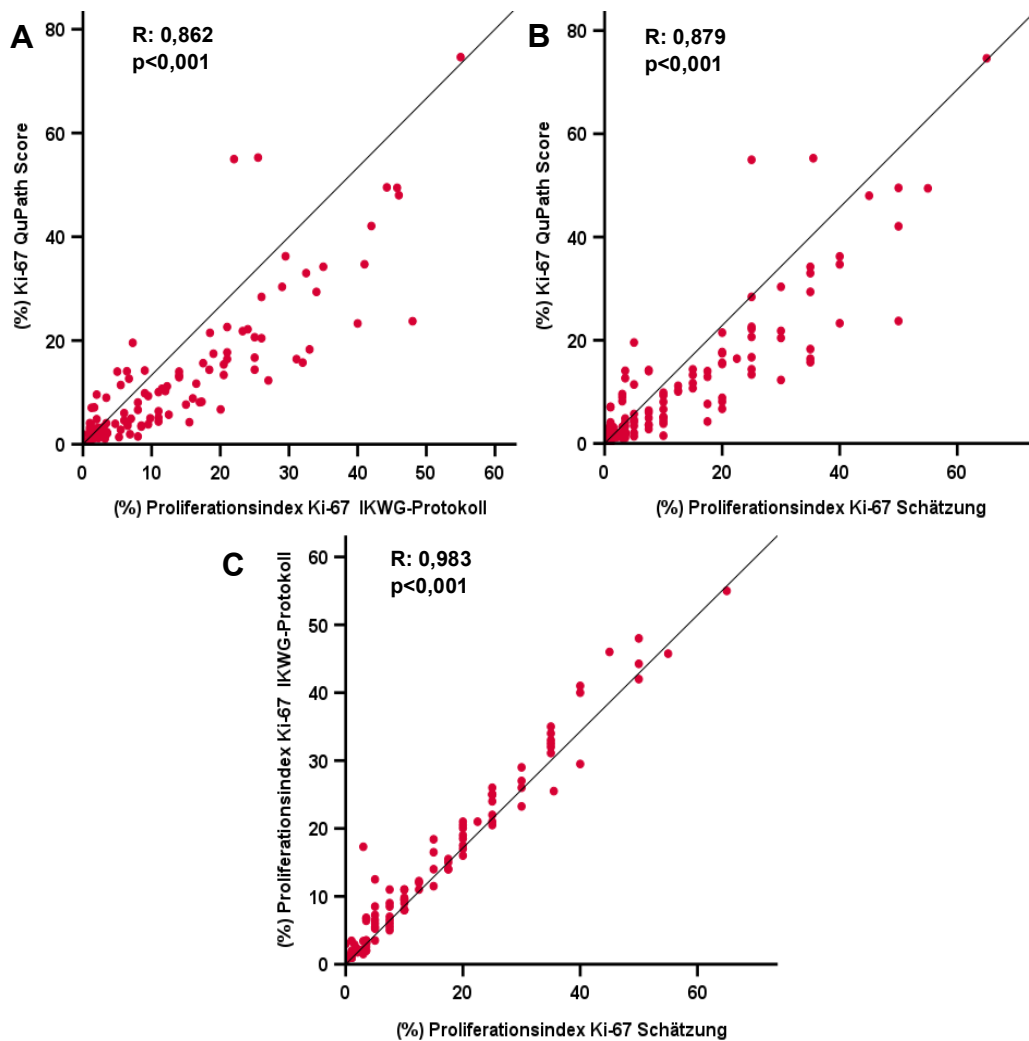 A
R: 0,862
p<0,001
(%) Ki-67 QuPath Score
80
60
40
20
0
0 10 20 30 40 50 60
(%) Proliferationsindex Ki-67 IKWG-Protokoll
B
R: 0,879
p<0,001
(%) Ki-67 QuPath Score
80
60
40
20
0
0 20 40 60
(%) Proliferationsindex Ki-67 Schätzung
C
R: 0,983
p<0,001
(%) Proliferationsindex Ki-67 IKWG-Protokoll
60
50
40
30
20
10
0
0 20 40 60
(%) Proliferationsindex Ki-67 Schätzung